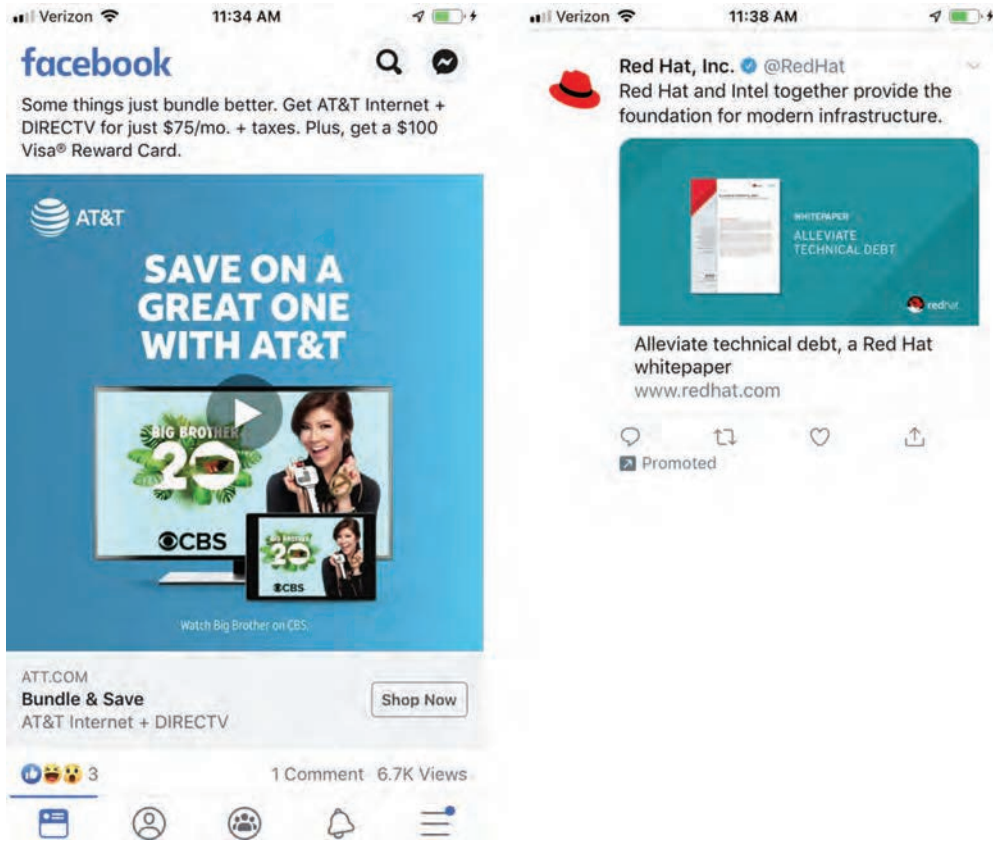 Verizon 11:34 AM
facebook
Some things just bundle better. Get AT&T Internet +
DIRECTV for just $75/mo. + taxes. Plus, get a $100
Visa® Reward Card.
AT&T
SAVE ON A
GREAT ONE
WITH AT&T
BIG BROTHER
20
CBS
BIG BROTHER
20
CBS
Watch Big Brother on CBS.
ATT.COM
Bundle & Save
AT&T Internet + DIRECTV
Shop Now
3 1 Comment 6.7K Views
Verizon 11:38 AM
Red Hat, Inc. @RedHat
Red Hat and Intel together provide the
foundation for modern infrastructure.
WHITEPAPER
ALLEVIATE
TECHNICAL DEBT
redhat
Alleviate technical debt, a Red Hat
whitepaper
www.redhat.com
Promoted